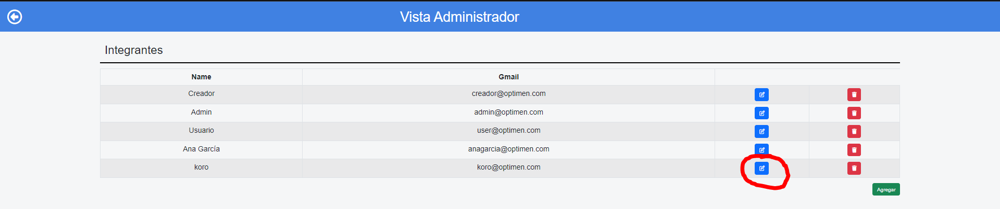 Vista Administrador
Integrantes
Name Gmail
Creador creador@optimen.com
Admin admin@optimen.com
Usuario user@optimen.com
Ana García anagarcia@optimen.com
koro koro@optimen.com
Agregar